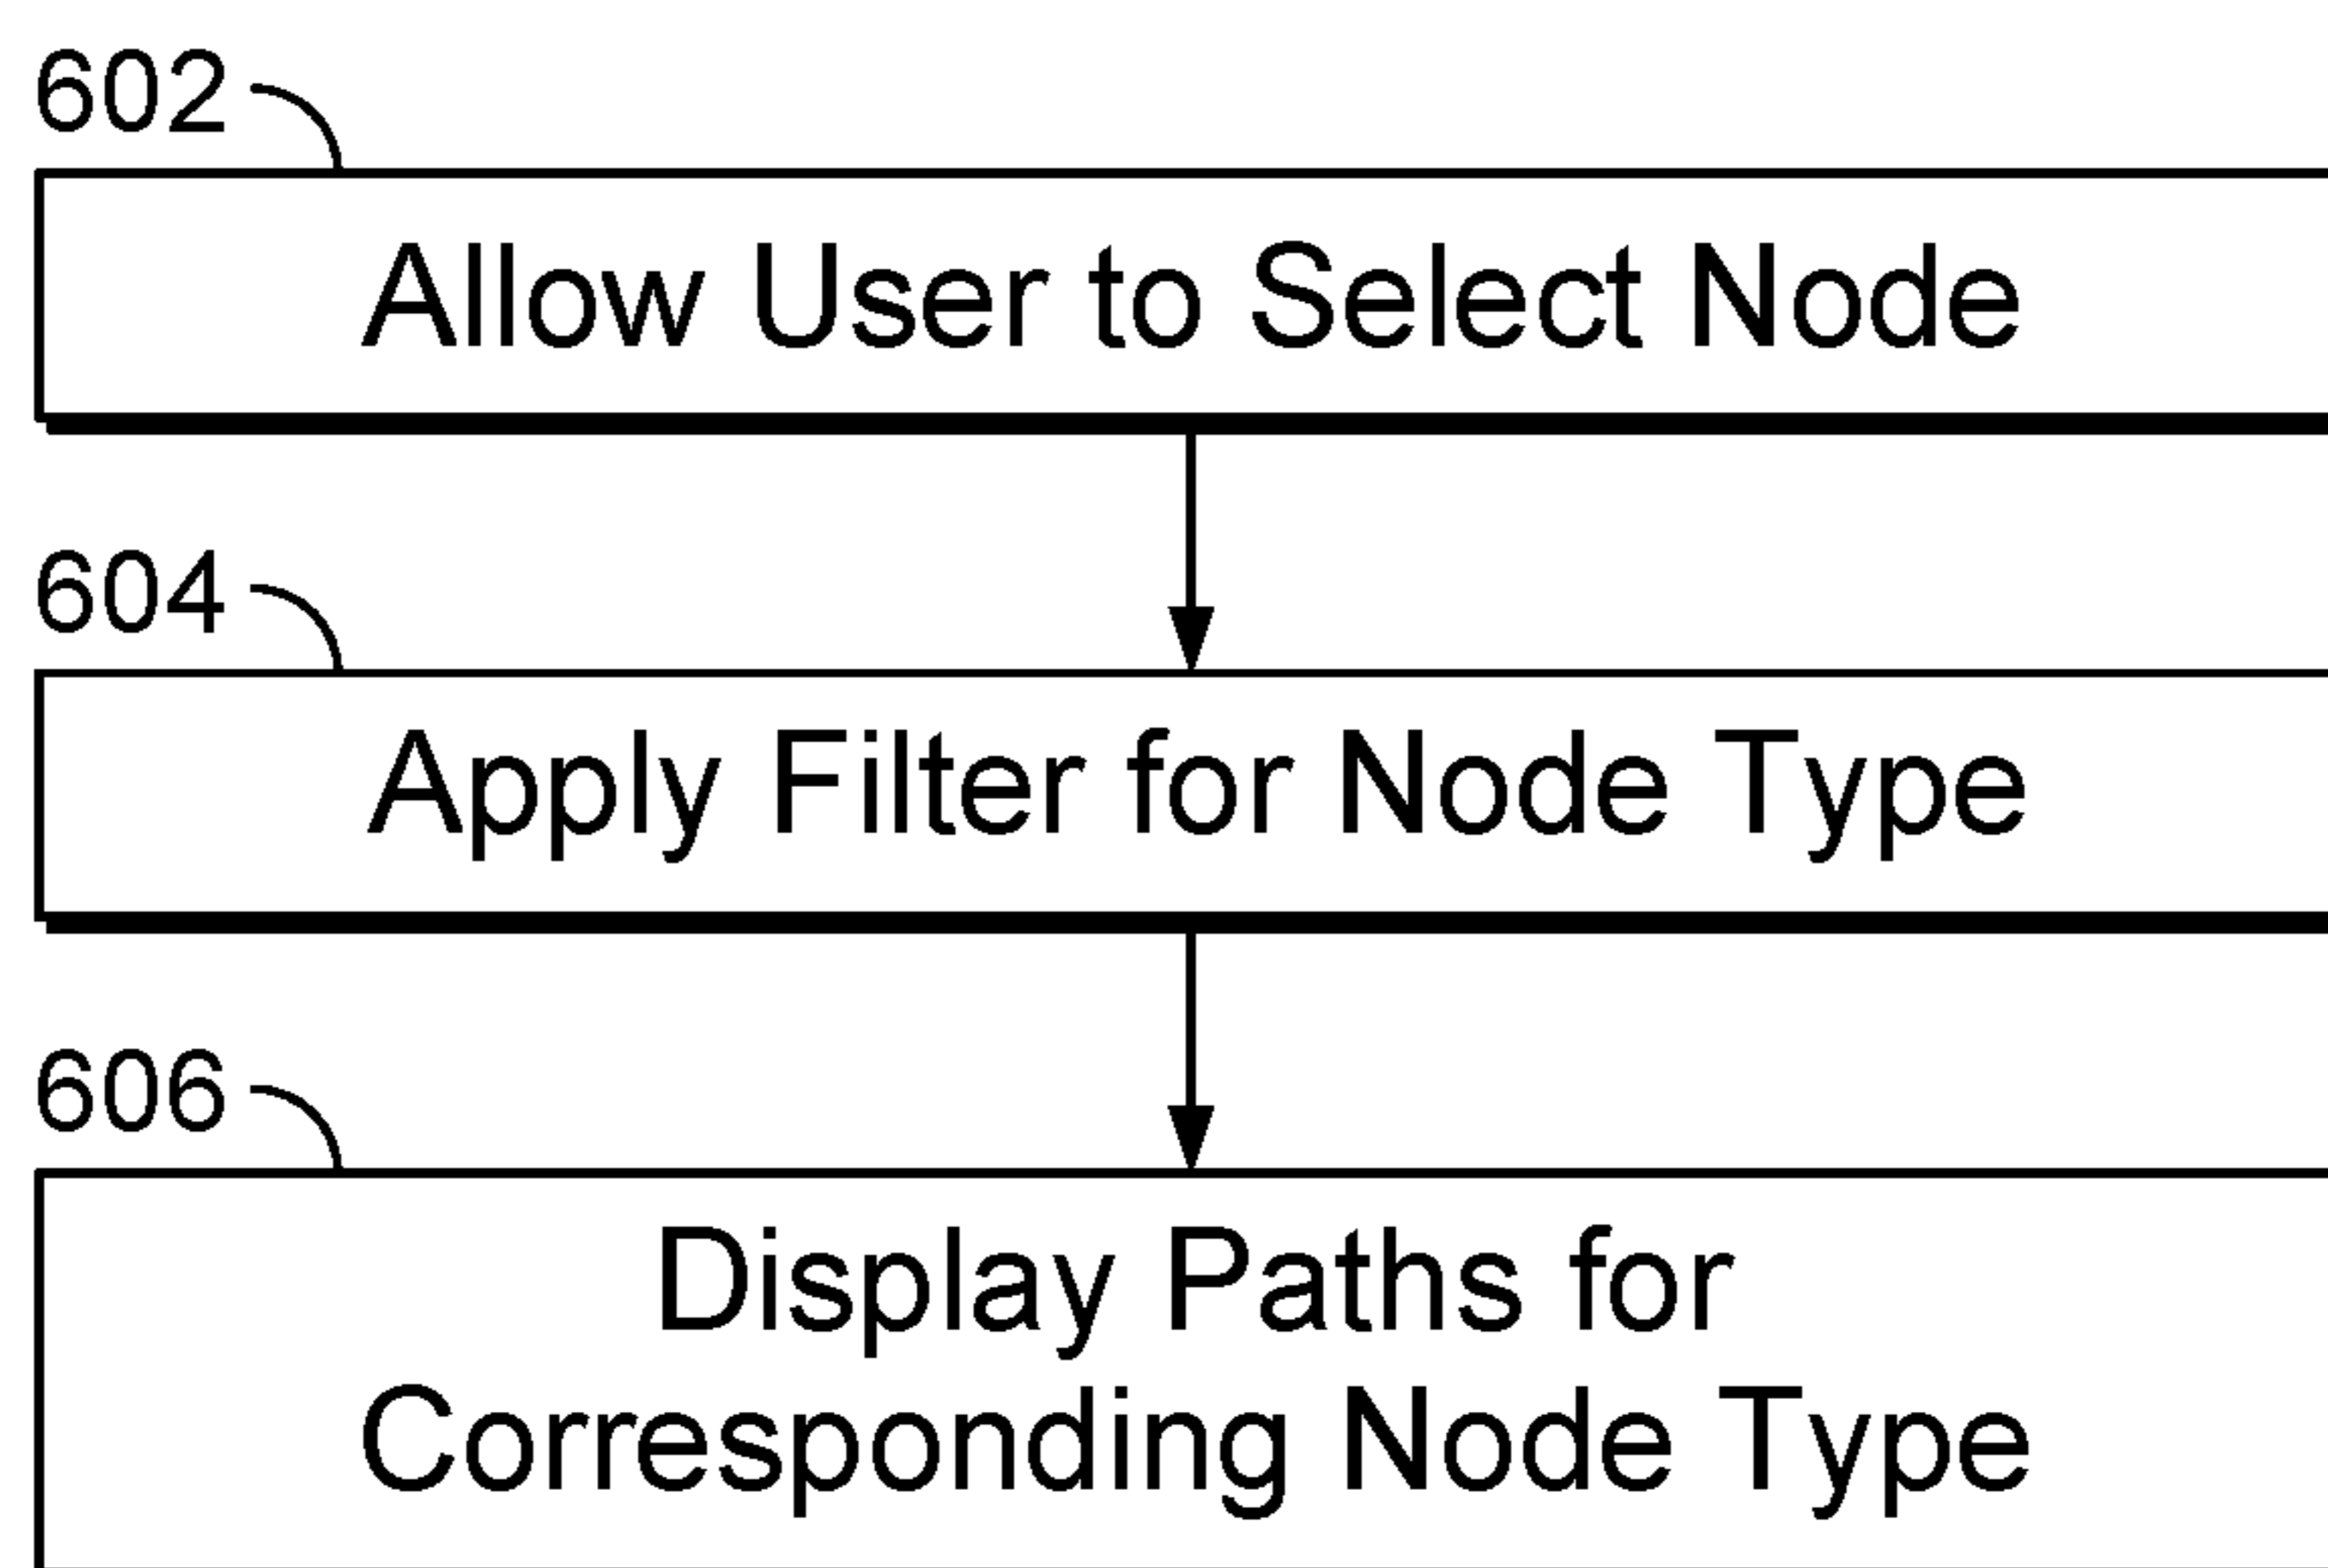 602
Allow User to Select Node
604
Apply Filter for Node Type
606
Display Paths for
Corresponding Node Type